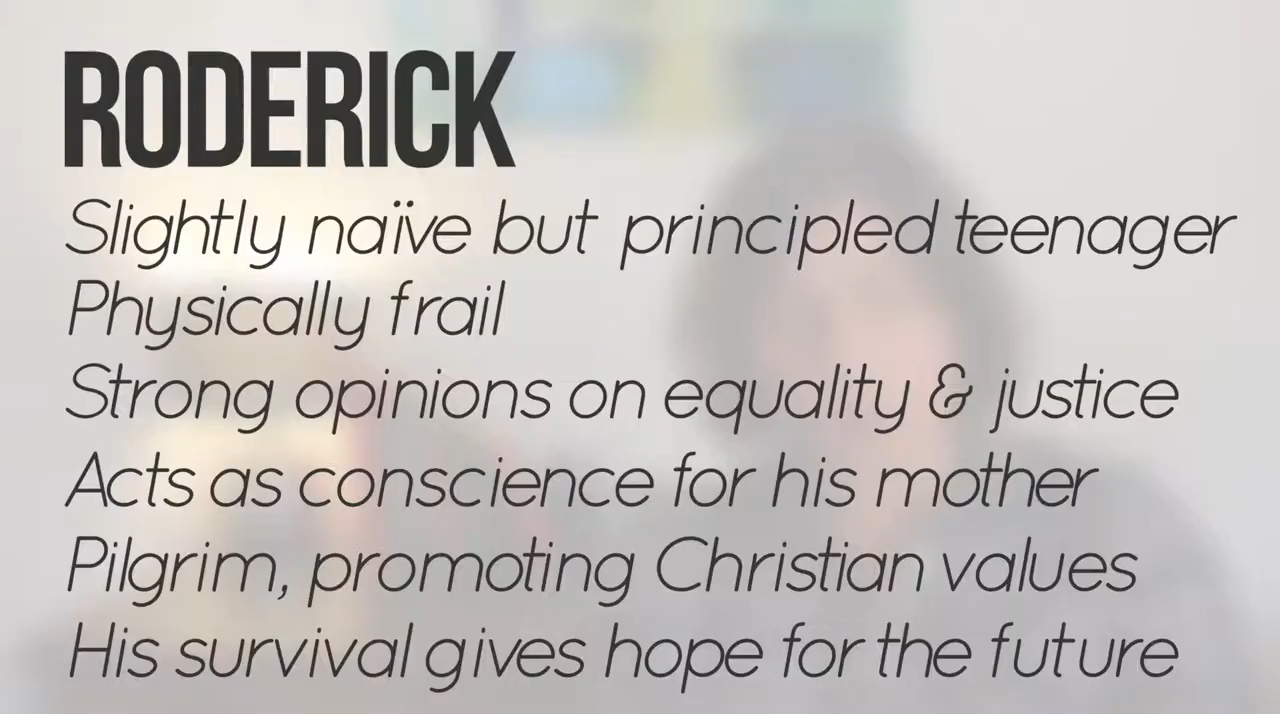 RODERICK
Slightly naïve but principled teenager
Physically frail
Strong opinions on equality & justice
Acts as conscience for his mother
Pilgrim, promoting Christian values
His survival gives hope for the future